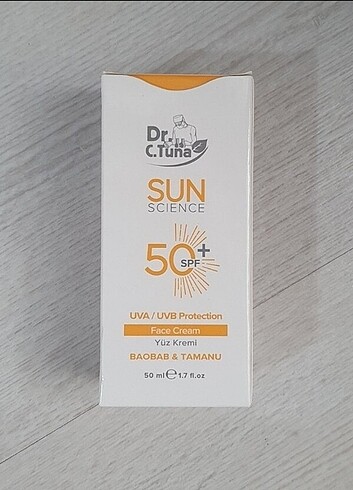 Dr.
C.Tuna
SUN
SCIENCE
50+
SPF
UVA / UVB Protection
Face Cream
Yüz Kremi
BAOBAB & TAMANU
50 ml ℮ 1.7 fl.oz